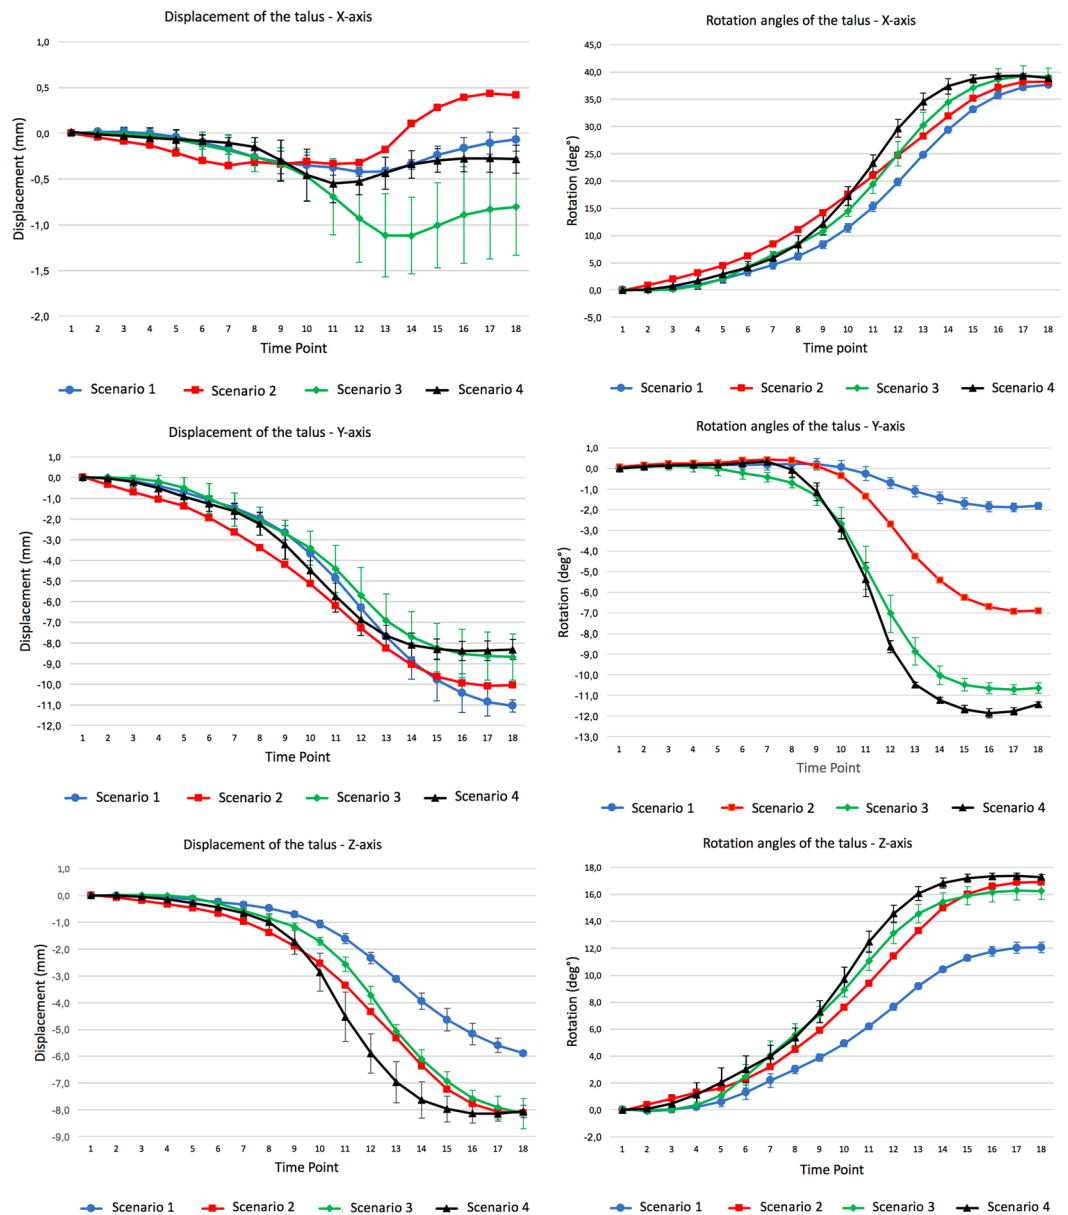 Displacement of the talus - X-axis
Displacement (mm)
1,0
0,5
0,0
-0,5
-1,0
-1,5
-2,0
1 2 3 4 5 6 7 8 9 10 11 12 13 14 15 16 17 18
Time Point
Scenario 1 Scenario 2 Scenario 3 Scenario 4
Rotation angles of the talus - X-axis
Rotation (deg°)
45,0
40,0
35,0
30,0
25,0
20,0
15,0
10,0
5,0
0,0
-5,0
1 2 3 4 5 6 7 8 9 10 11 12 13 14 15 16 17 18
Time point
Scenario 1 Scenario 2 Scenario 3 Scenario 4
Displacement of the talus - Y-axis
Displacement (mm)
1,0
0,0
-1,0
-2,0
-3,0
-4,0
-5,0
-6,0
-7,0
-8,0
-9,0
-10,0
-11,0
-12,0
1 2 3 4 5 6 7 8 9 10 11 12 13 14 15 16 17 18
Time Point
Scenario 1 Scenario 2 Scenario 3 Scenario 4
Rotation angles of the talus - Y-axis
Rotation (deg°)
1,0
0,0
-1,0
-2,0
-3,0
-4,0
-5,0
-6,0
-7,0
-8,0
-9,0
-10,0
-11,0
-12,0
-13,0
1 2 3 4 5 6 7 8 9 10 11 12 13 14 15 16 17 18
Time Point
Scenario 1 Scenario 2 Scenario 3 Scenario 4
Displacement of the talus - Z-axis
Displacement (mm)
1,0
0,0
-1,0
-2,0
-3,0
-4,0
-5,0
-6,0
-7,0
-8,0
-9,0
1 2 3 4 5 6 7 8 9 10 11 12 13 14 15 16 17 18
Time Point
Scenario 1 Scenario 2 Scenario 3 Scenario 4
Rotation angles of the talus - Z-axis
Rotation (deg°)
18,0
16,0
14,0
12,0
10,0
8,0
6,0
4,0
2,0
0,0
-2,0
1 2 3 4 5 6 7 8 9 10 11 12 13 14 15 16 17 18
Time Point
Scenario 1 Scenario 2 Scenario 3 Scenario 4